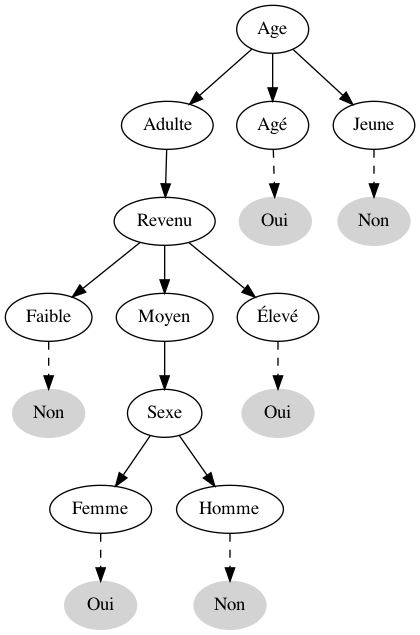 Age
Adulte
Agé
Jeune
Revenu
Oui
Non
Faible
Moyen
Élevé
Non
Sexe
Oui
Femme
Homme
Oui
Non